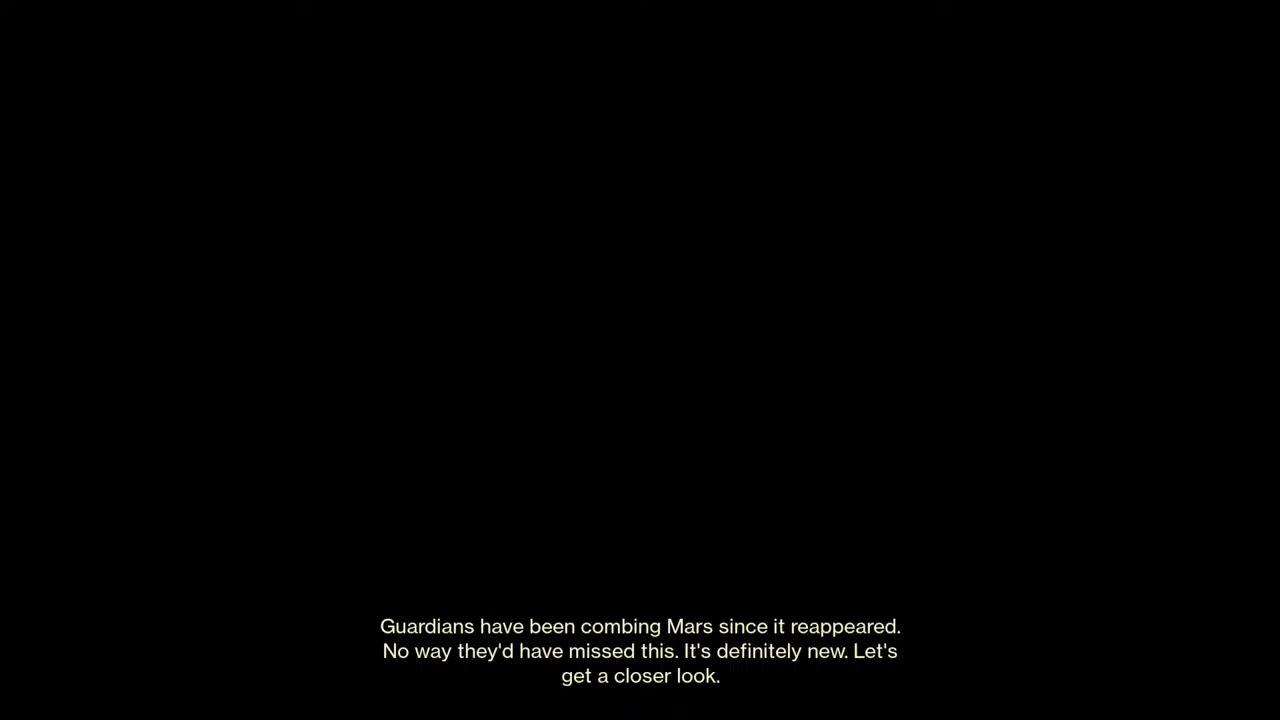 Guardians have been combing Mars since it reappeared.
No way they'd have missed this. It's definitely new. Let's
get a closer look.